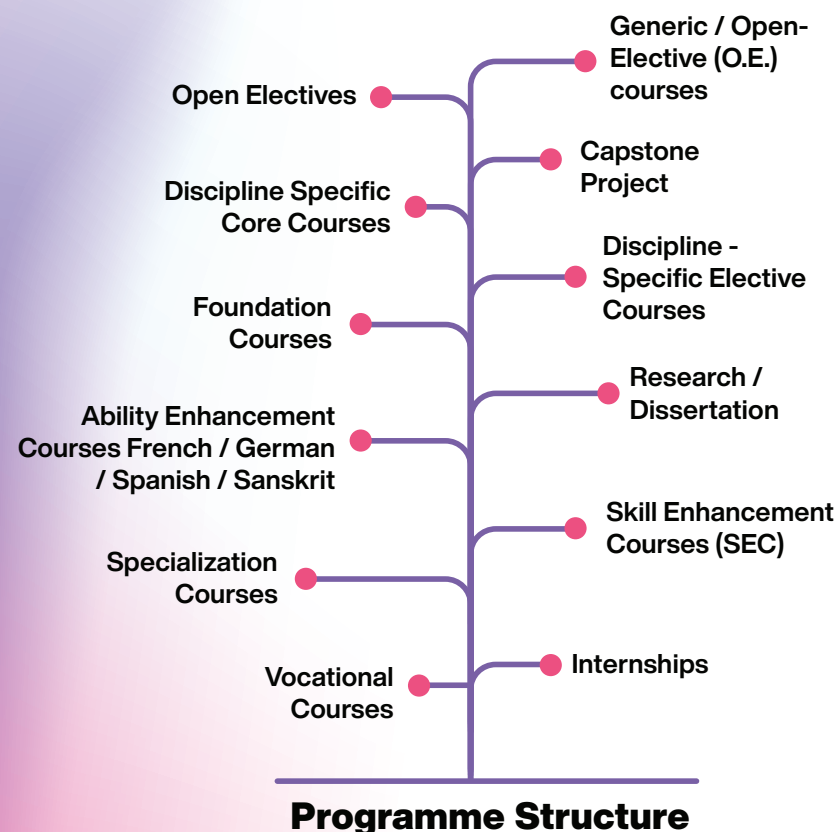 Generic / Open-
Elective (O.E.)
courses
Open Electives
Capstone
Project
Discipline Specific
Core Courses
Discipline -
Specific Elective
Courses
Foundation
Courses
Research /
Dissertation
Ability Enhancement
Courses French / German
/ Spanish / Sanskrit
Skill Enhancement
Courses (SEC)
Specialization
Courses
Internships
Vocational
Courses
Programme Structure